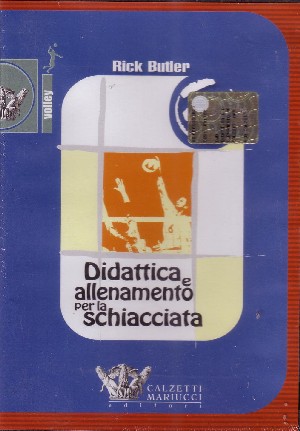 Rick Butler
volley
Didattica e
allenamento
per la
schiacciata
CALZETTI
MARIUCCI
editori